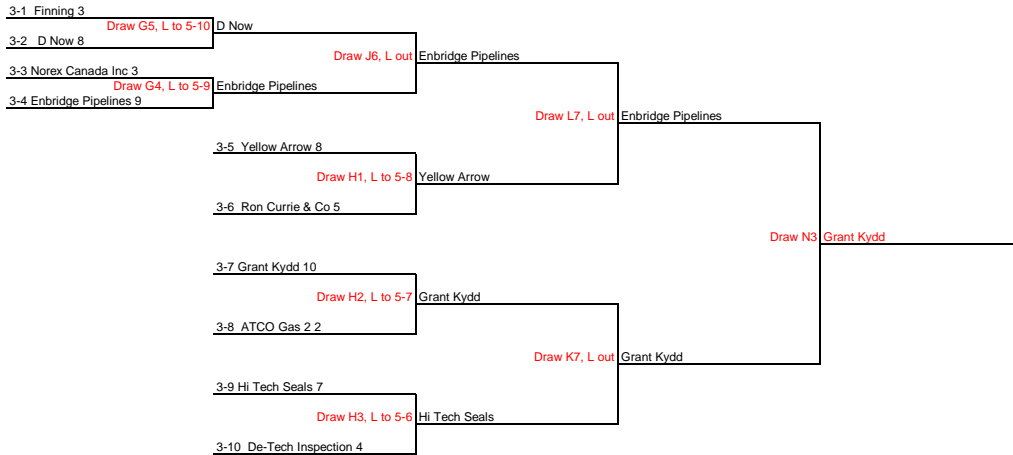 3-1  Finning 3
Draw G5, L to 5-10 D Now
3-2   D Now 8
Draw J6, L out Enbridge Pipelines
3-3 Norex Canada Inc 3
Draw G4, L to 5-9 Enbridge Pipelines
3-4 Enbridge Pipelines 9
Draw L7, L out Enbridge Pipelines
3-5  Yellow Arrow 8
Draw H1, L to 5-8 Yellow Arrow
3-6  Ron Currie & Co 5
Draw N3 Grant Kydd
3-7 Grant Kydd 10
Draw H2, L to 5-7 Grant Kydd
3-8  ATCO Gas 2 2
Draw K7, L out Grant Kydd
3-9 Hi Tech Seals 7
Draw H3, L to 5-6 Hi Tech Seals
3-10  De-Tech Inspection 4